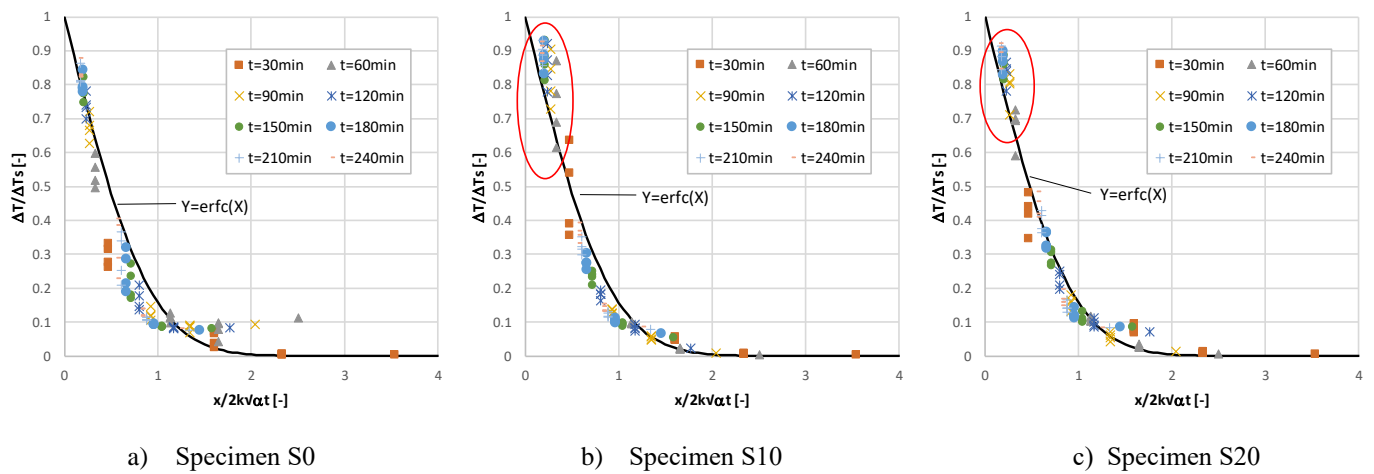 1
0.9
0.8
0.7
0.6
0.5
0.4
0.3
0.2
0.1
0
ΔT/ΔTs [-]
t=30min t=60min
t=90min t=120min
t=150min t=180min
t=210min t=240min
Y=erfc(X)
0 1 2 3 4
x/2k√αt [-]
a) Specimen S0
1
0.9
0.8
0.7
0.6
0.5
0.4
0.3
0.2
0.1
0
ΔT/ΔTs [-]
t=30min t=60min
t=90min t=120min
t=150min t=180min
t=210min t=240min
Y=erfc(X)
0 1 2 3 4
x/2k√αt [-]
b) Specimen S10
1
0.9
0.8
0.7
0.6
0.5
0.4
0.3
0.2
0.1
0
ΔT/ΔTs [-]
t=30min t=60min
t=90min t=120min
t=150min t=180min
t=210min t=240min
Y=erfc(X)
0 1 2 3 4
x/2k√αt [-]
c) Specimen S20